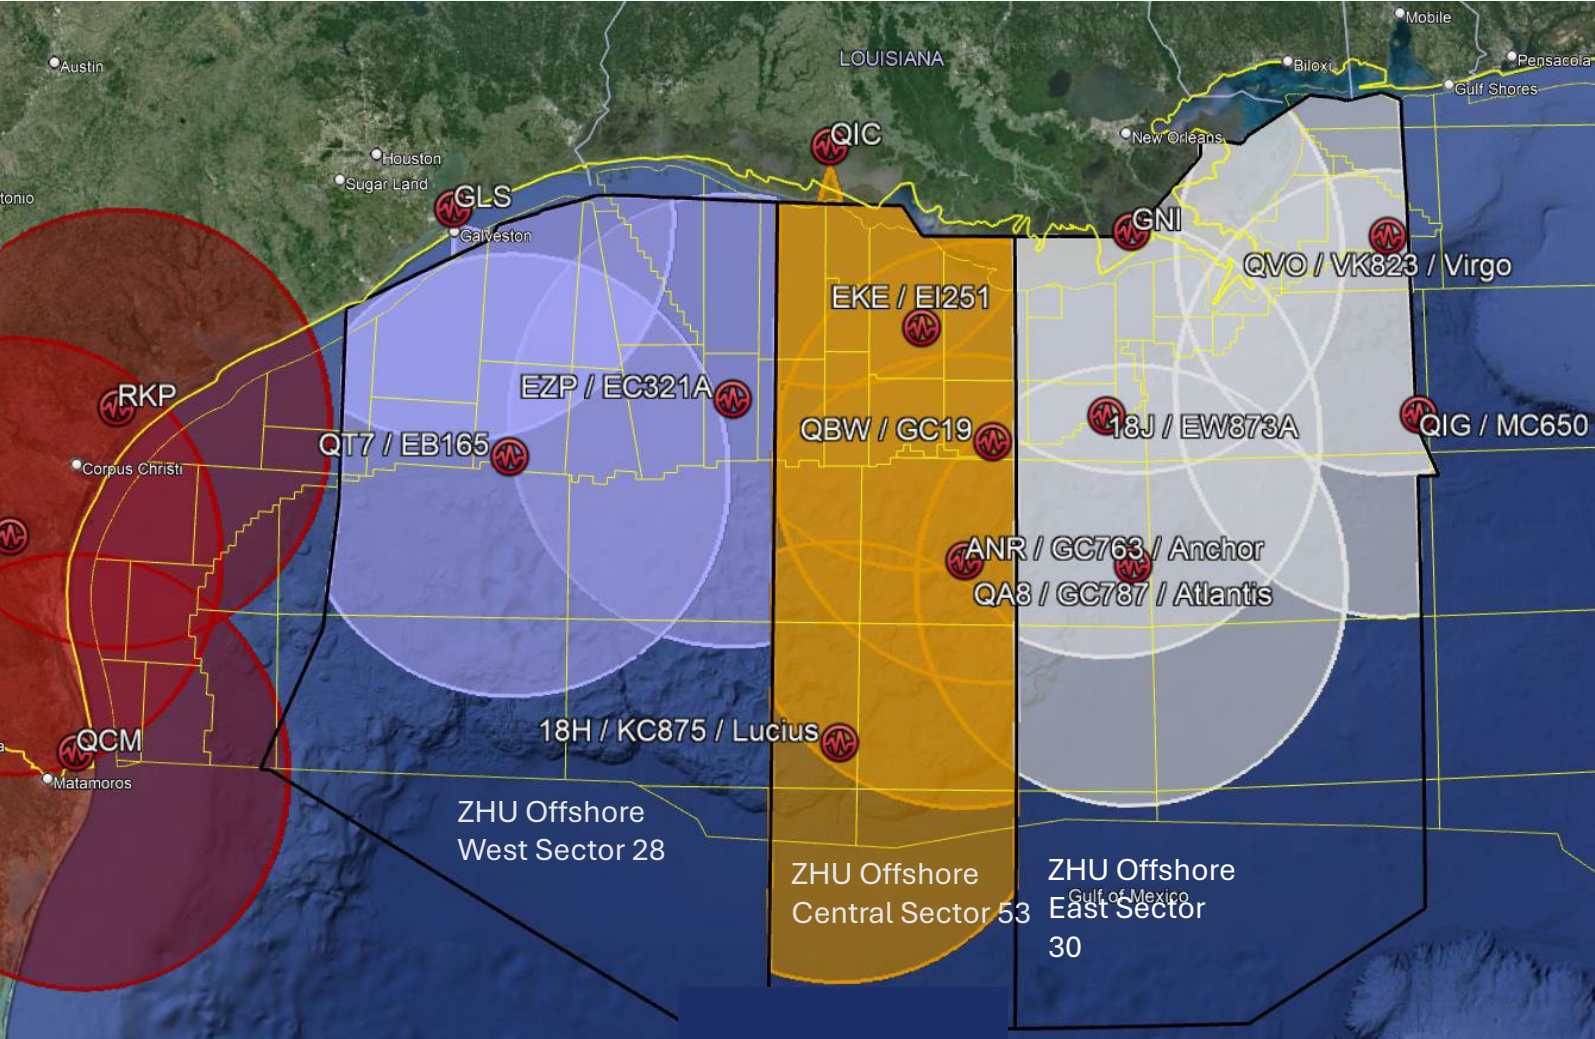 Mobile
Pensacola
Austin
LOUISIANA
Biloxi
Gulf Shores
QIC
New Orleans
Houston
Sugar Land
tonio
GLS
Galveston
GNI
QVO / VK823 / Virgo
EKE / EI251
RKP
EZP / EC321A
QT7 / EB165
QBW / GC19
18J / EW873A
QIG / MC650
Corpus Christi
ANR / GC763 / Anchor
QA8 / GC787 / Atlantis
18H / KC875 / Lucius
QCM
a
Matamoros
ZHU Offshore
West Sector 28
ZHU Offshore
Central Sector 53
ZHU Offshore
Gulf of Mexico
East Sector
30